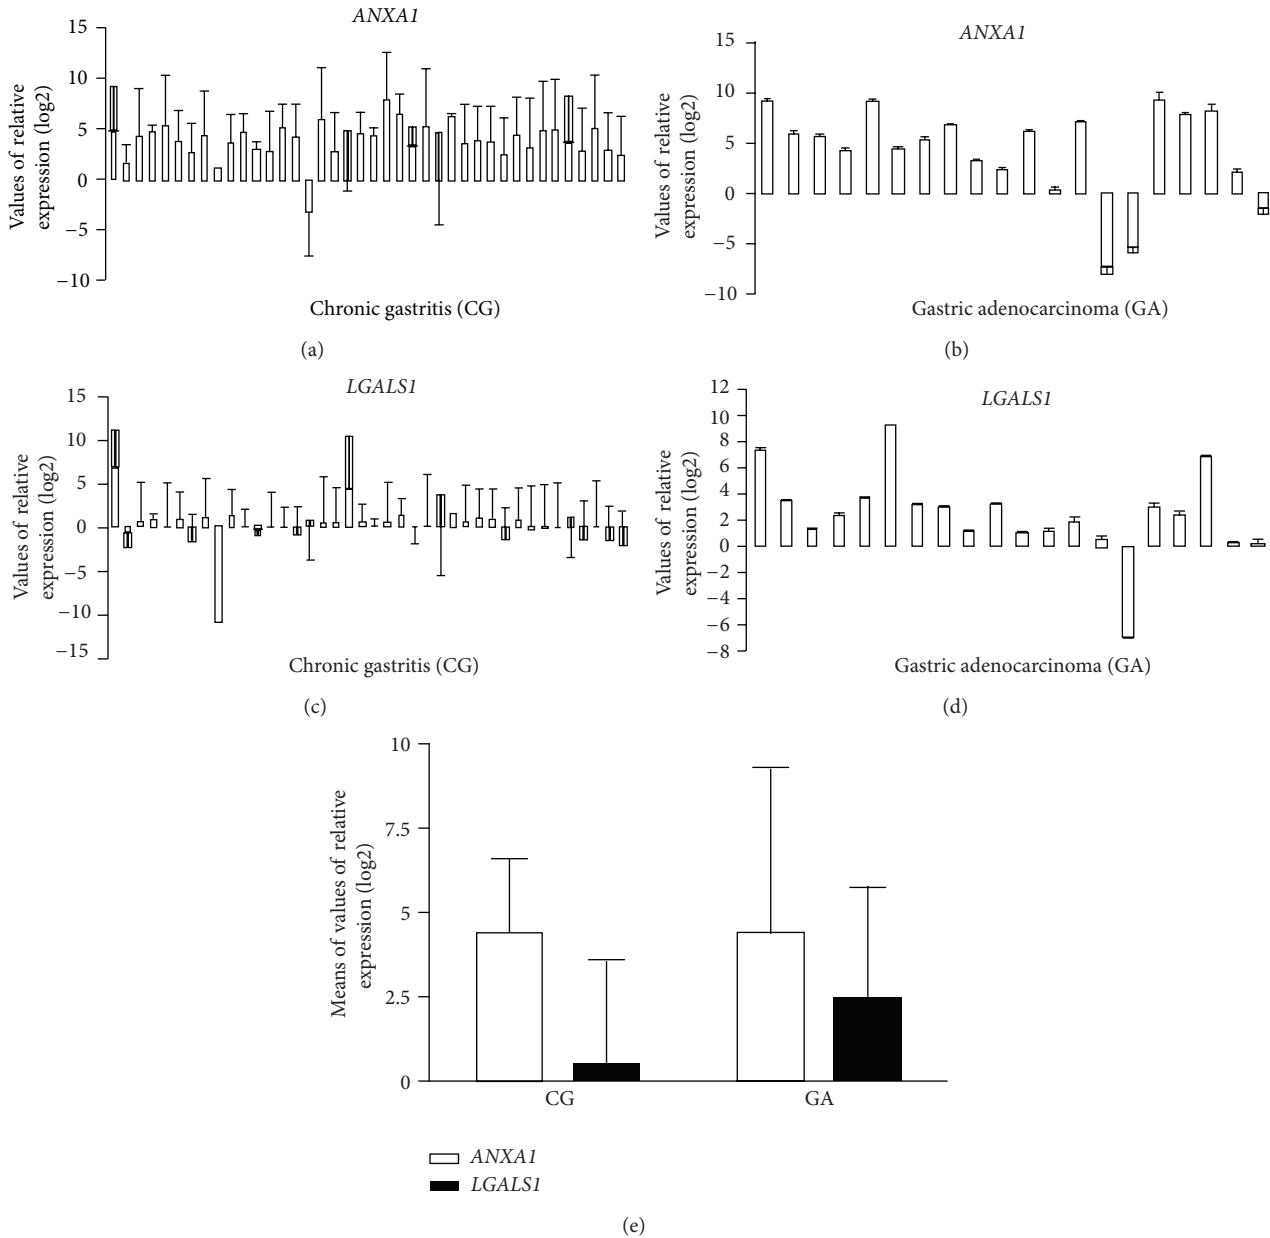 ANXA1
Values of relative
expression (log2)
15
10
5
0
−5
−10
Chronic gastritis (CG)
(a)
ANXA1
Values of relative
expression (log2)
15
10
5
0
−5
−10
Gastric adenocarcinoma (GA)
(b)
LGALS1
Values of relative
expression (log2)
15
10
5
0
−5
−10
−15
Chronic gastritis (CG)
(c)
LGALS1
Values of relative
expression (log2)
12
10
8
6
4
2
0
−2
−4
−6
−8
Gastric adenocarcinoma (GA)
(d)
Means of values of relative
expression (log2)
10
7.5
5
2.5
0
CG
GA
ANXA1
LGALS1
(e)